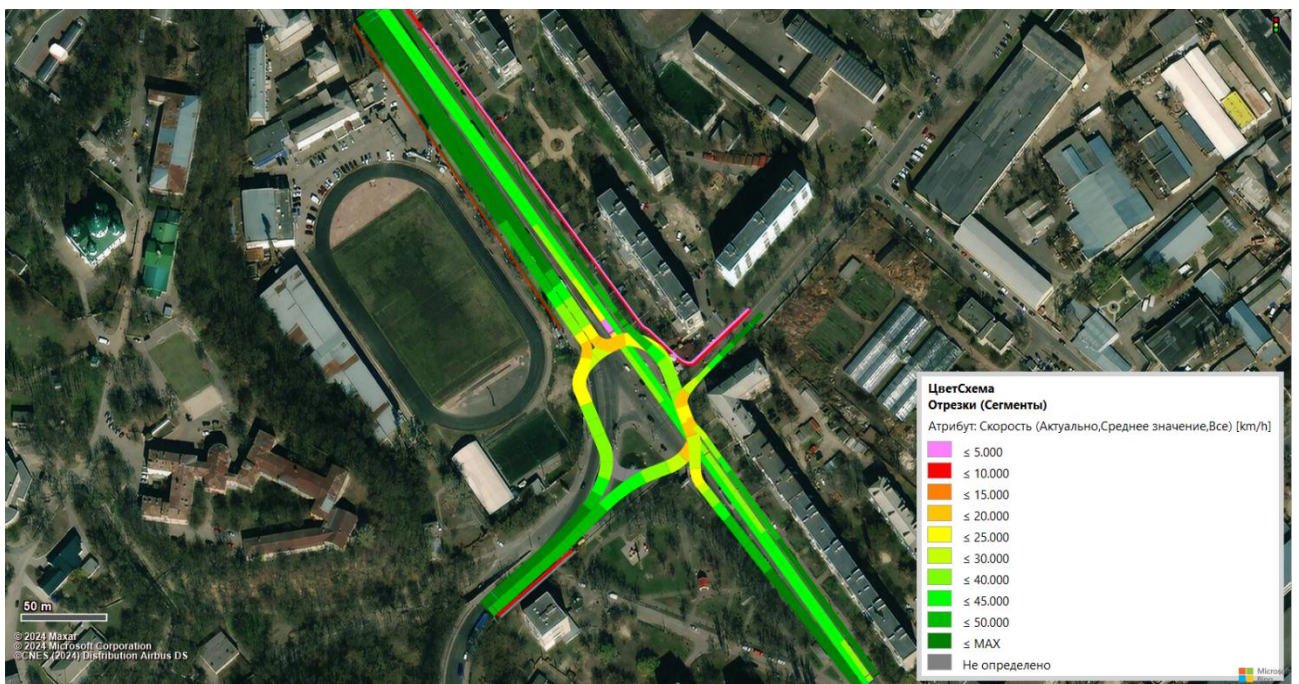 ЦветСхема
Отрезки (Сегменты)
Атрибут: Скорость (Актуально,Среднее значение,Все) [km/h]
≤ 5.000
≤ 10.000
≤ 15.000
≤ 20.000
≤ 25.000
≤ 30.000
≤ 40.000
≤ 45.000
≤ 50.000
≤ MAX
Не определено
50 m
© 2024 Maxar
© 2024 Microsoft Corporation
©CNES (2024) Distribution Airbus DS